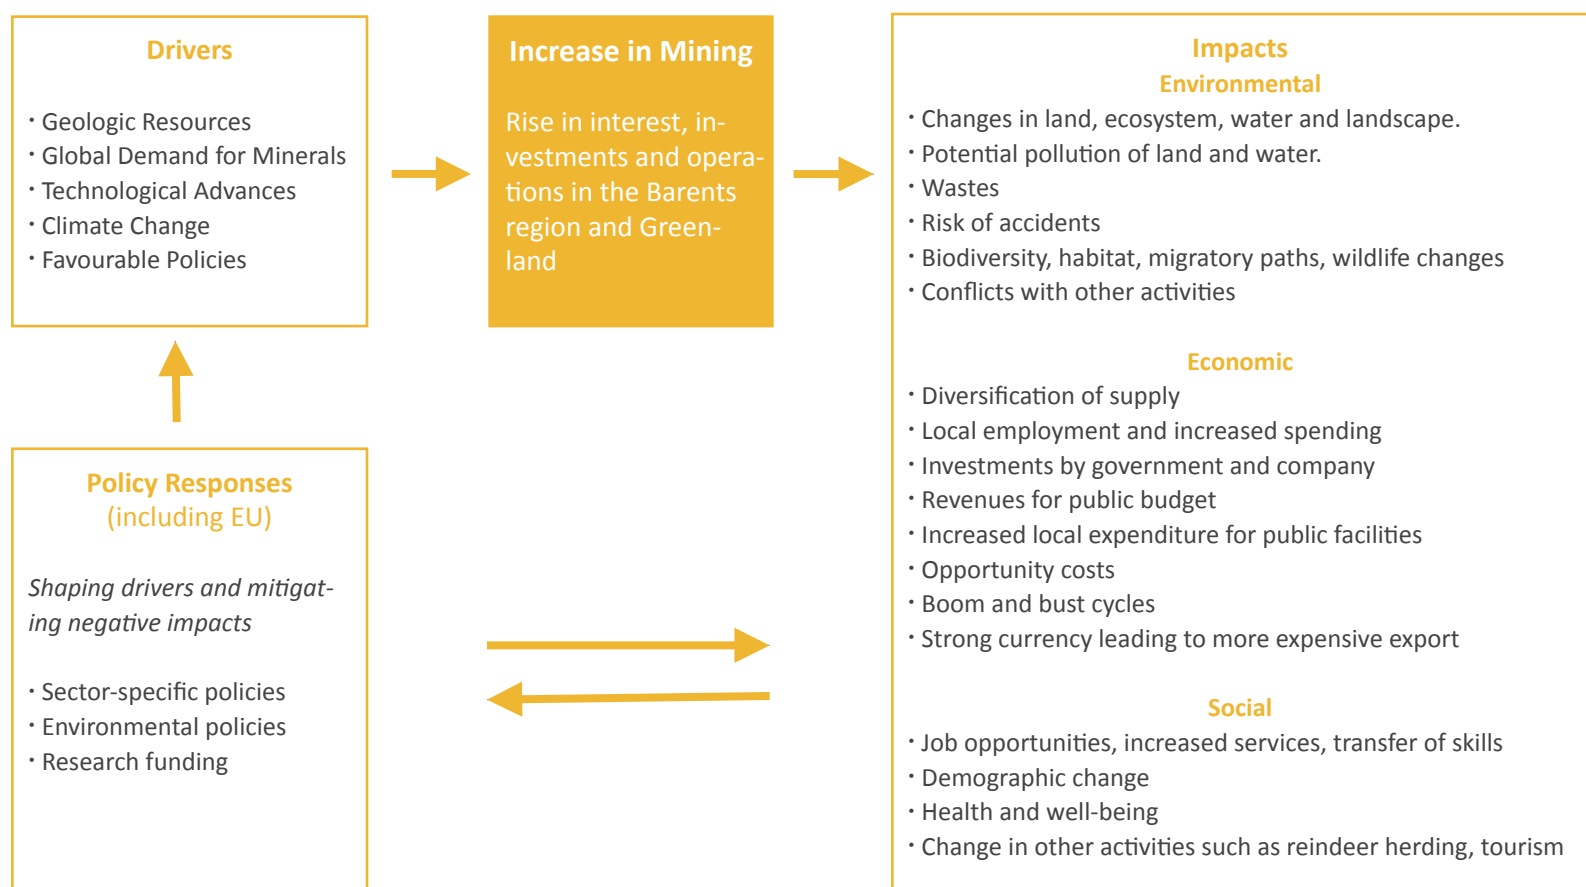 Drivers
· Geologic Resources
· Global Demand for Minerals
· Technological Advances
· Climate Change
· Favourable Policies
Increase in Mining
Rise in interest, in-
vestments and opera-
tions in the Barents
region and Green-
land
Impacts
Environmental
· Changes in land, ecosystem, water and landscape.
· Potential pollution of land and water.
· Wastes
· Risk of accidents
· Biodiversity, habitat, migratory paths, wildlife changes
· Conflicts with other activities
Economic
· Diversification of supply
· Local employment and increased spending
· Investments by government and company
· Revenues for public budget
· Increased local expenditure for public facilities
· Opportunity costs
· Boom and bust cycles
· Strong currency leading to more expensive export
Social
· Job opportunities, increased services, transfer of skills
· Demographic change
· Health and well-being
· Change in other activities such as reindeer herding, tourism
Policy Responses
(including EU)
Shaping drivers and mitigat-
ing negative impacts
· Sector-specific policies
· Environmental policies
· Research funding